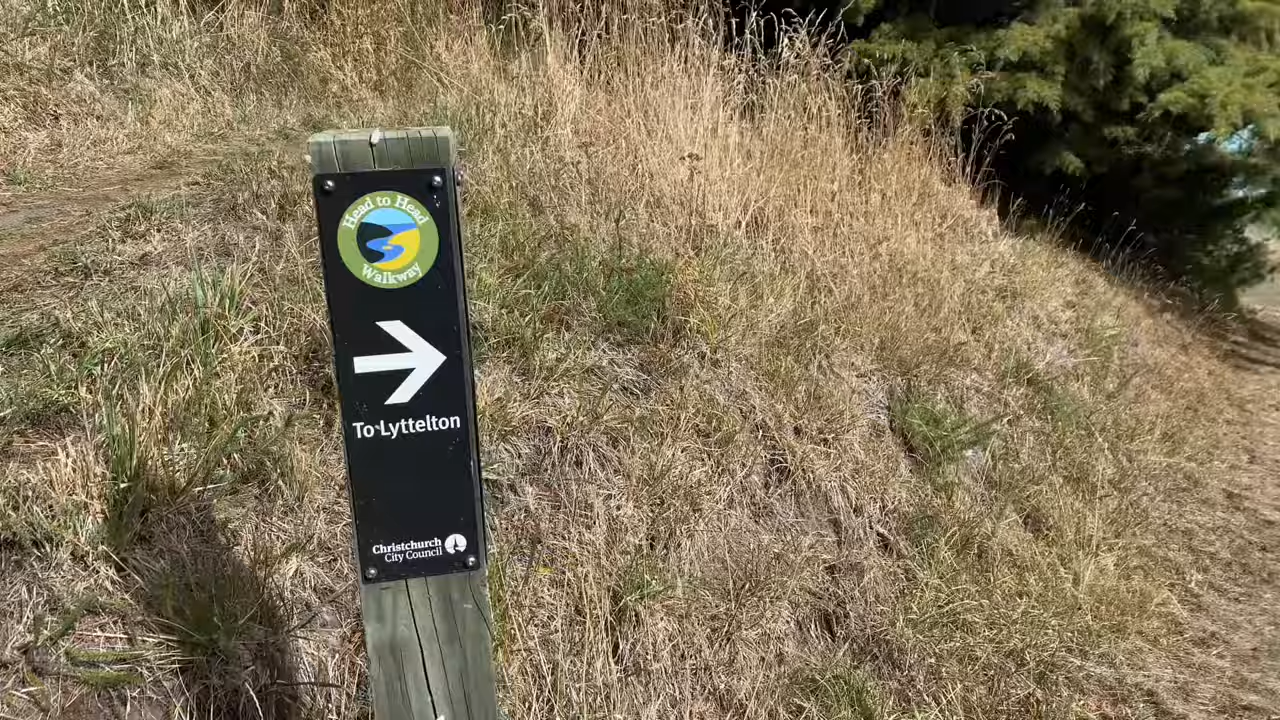 Head to Head
Walkway
To Lyttelton
Christchurch
City Council